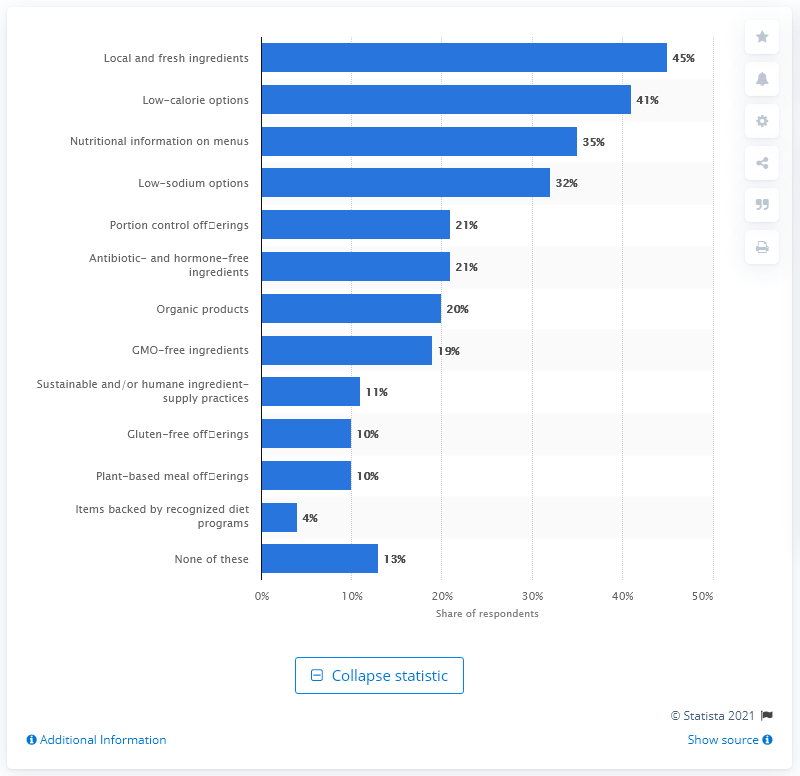 Local and fresh ingredients 45%
Low-calorie options 41%
Nutritional information on menus 35%
Low-sodium options 32%
Portion control off□erings 21%
Antibiotic- and hormone-free
ingredients 21%
Organic products 20%
GMO-free ingredients 19%
Sustainable and/or humane ingredient-
supply practices 11%
Gluten-free off□erings 10%
Plant-based meal off□erings 10%
Items backed by recognized diet
programs 4%
None of these 13%
0% 10% 20% 30% 40% 50%
Share of respondents
Collapse statistic
© Statista 2021
Additional Information Show source